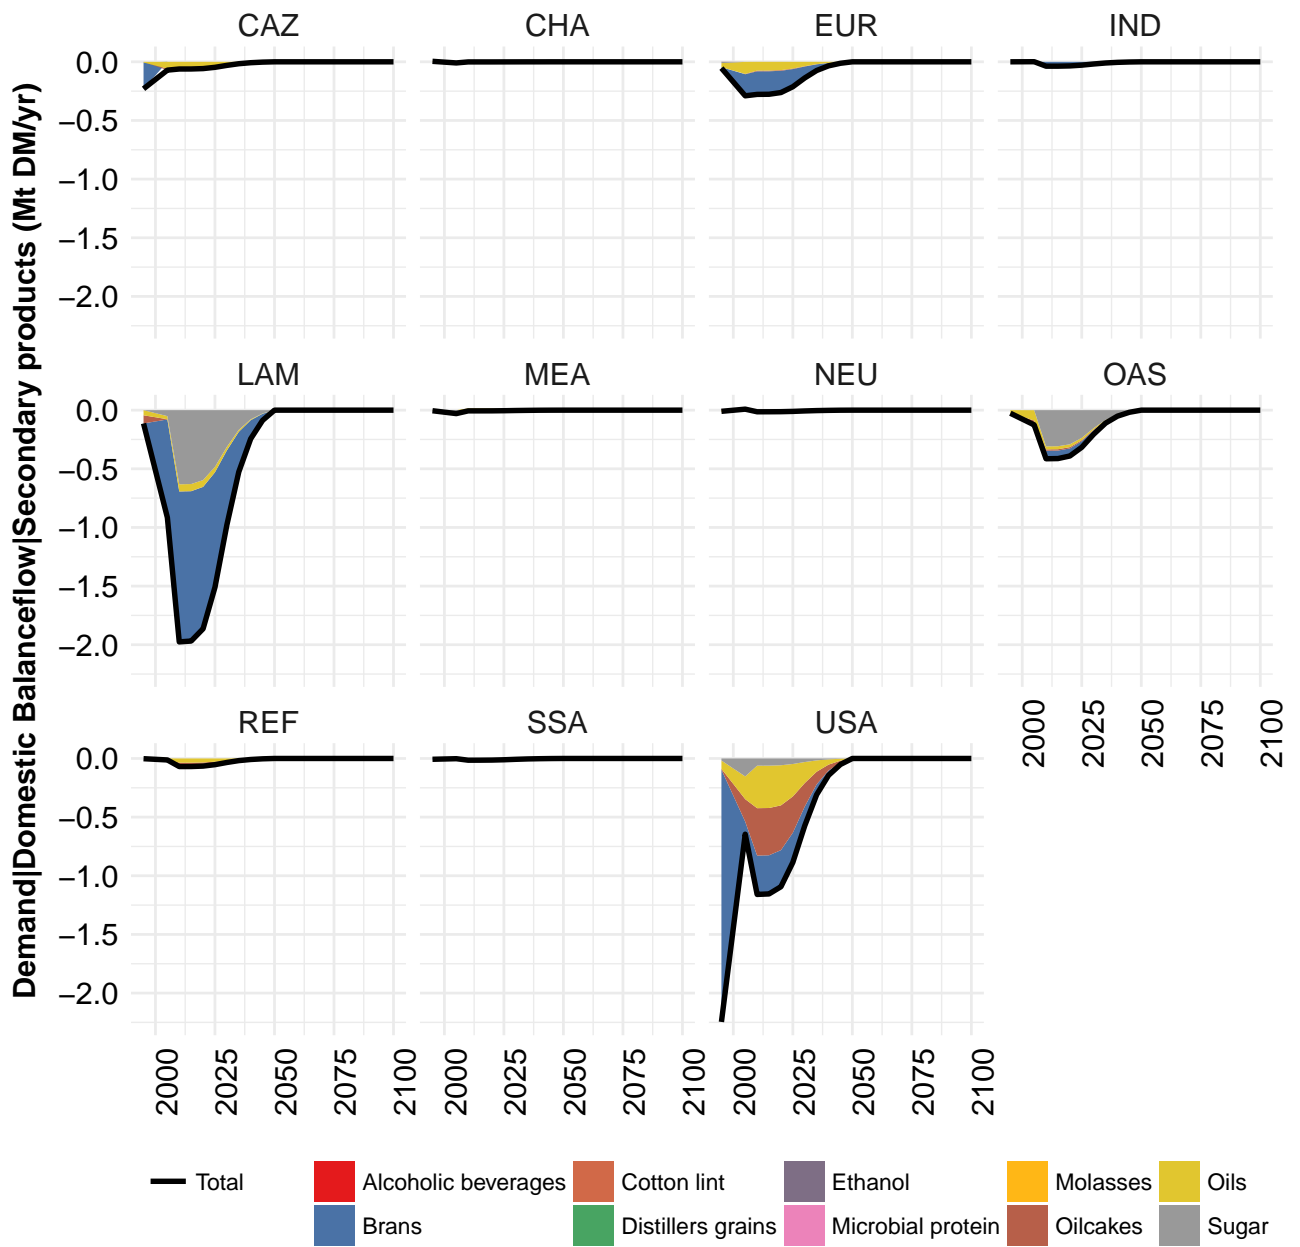 Demand|Domestic Balanceflow|Secondary products (Mt DM/yr)
CAZ CHA EUR IND
0.0
−0.5
−1.0
−1.5
−2.0
LAM MEA NEU OAS
0.0
−0.5
−1.0
−1.5
−2.0
2000 2025 2050 2075 2100
REF SSA USA
0.0
−0.5
−1.0
−1.5
−2.0
2000 2025 2050 2075 2100 2000 2025 2050 2075 2100 2000 2025 2050 2075 2100
Total Alcoholic beverages Cotton lint Ethanol Molasses Oils
Brans Distillers grains Microbial protein Oilcakes Sugar